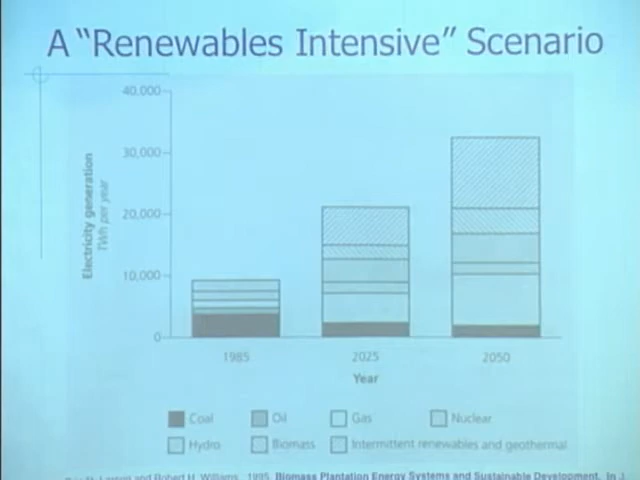 A "Renewables Intensive" Scenario
40,000
30,000
20,000
10,000
0
Electricity generation
TWh per year
1985 2025 2050
Year
Coal Oil Gas Nuclear
Hydro Biomass Intermittent renewables and geothermal
and Robert H. Williams, 1995, Biomass Plantation Energy Systems and Sustainable Development, In J.